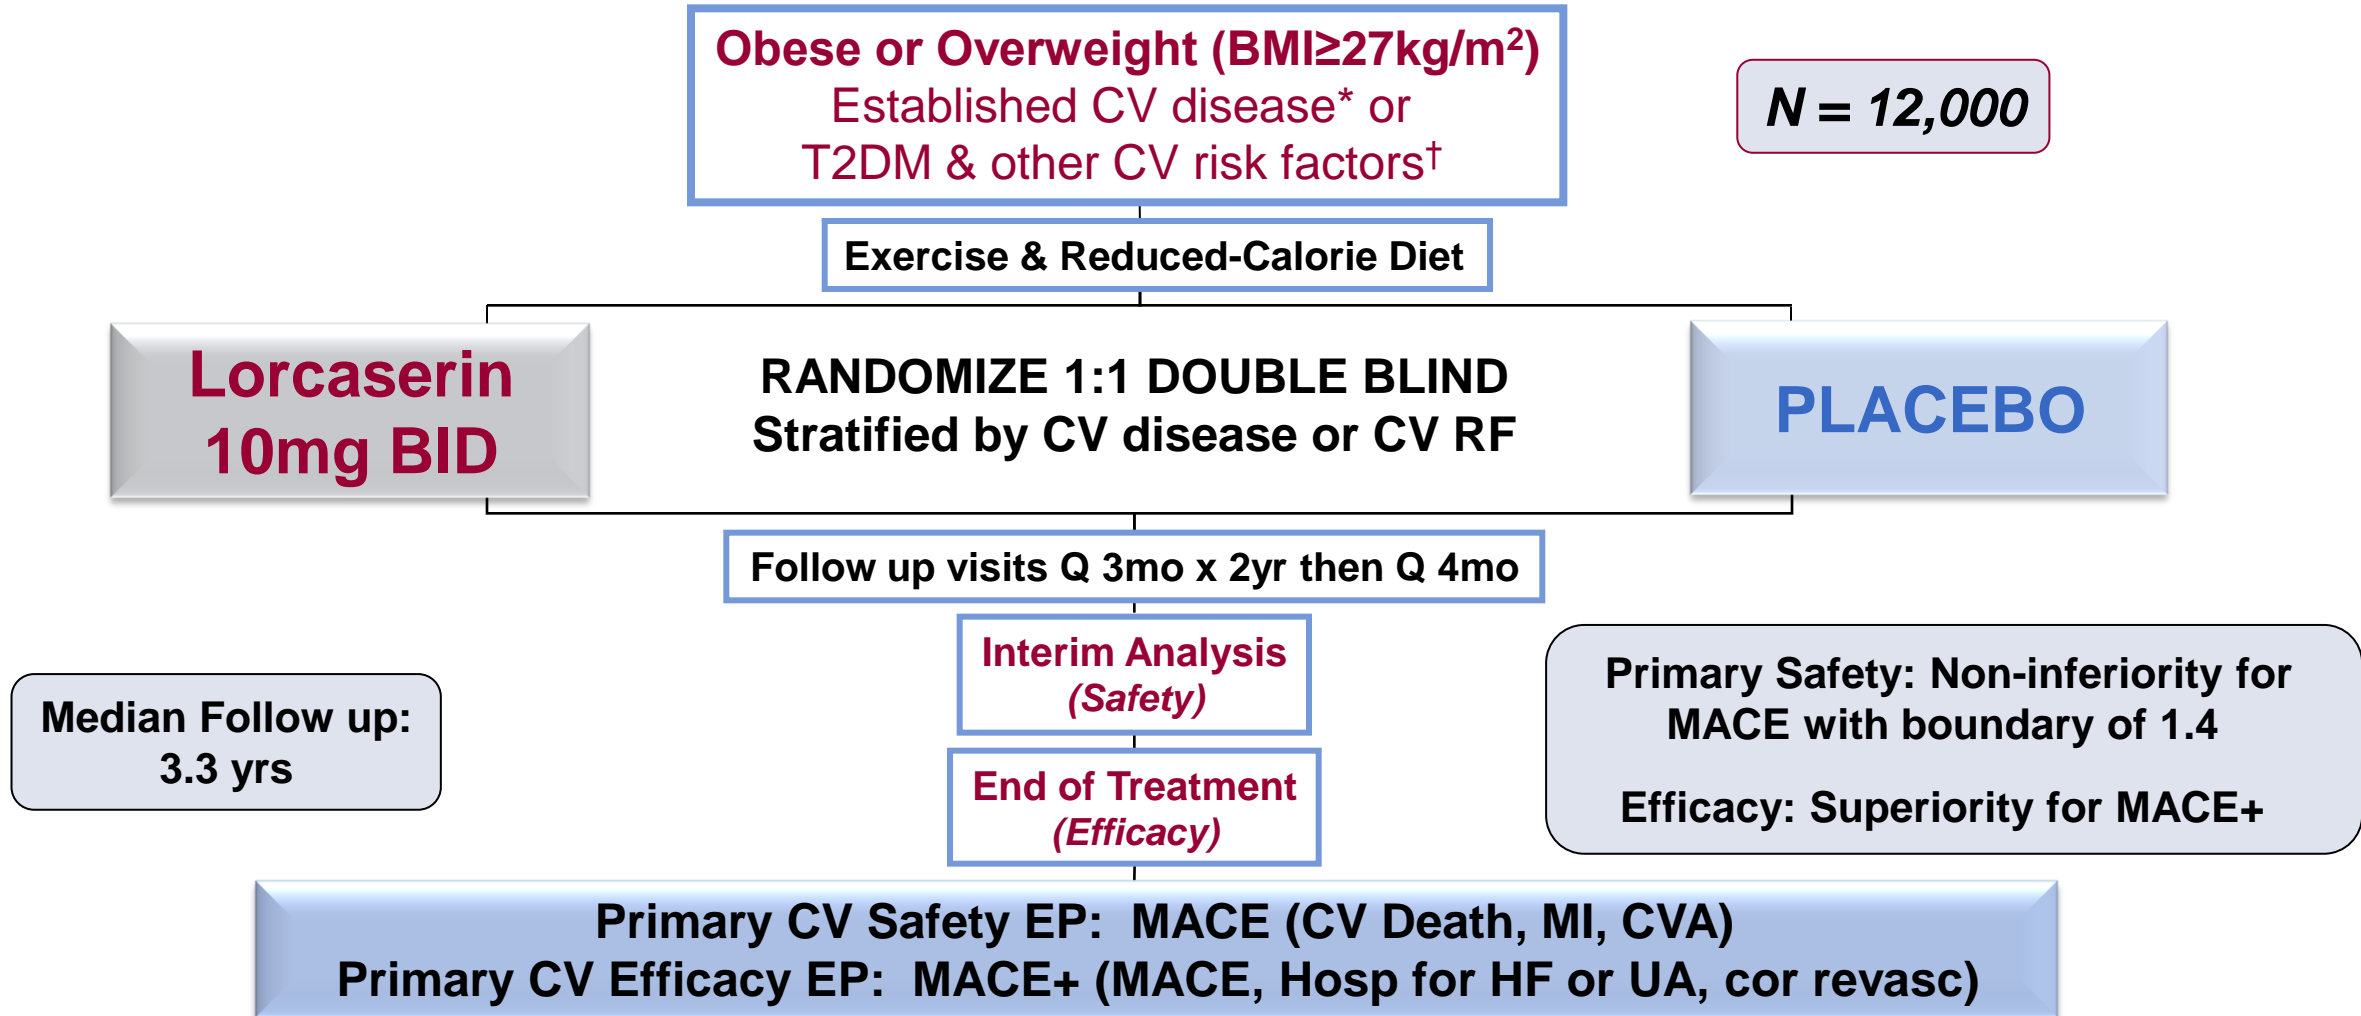 Obese or Overweight (BMI≥27kg/m²)
Established CV disease* or
T2DM & other CV risk factors†
N = 12,000
Exercise & Reduced-Calorie Diet
Lorcaserin
10mg BID
RANDOMIZE 1:1 DOUBLE BLIND
Stratified by CV disease or CV RF
PLACEBO
Follow up visits Q 3mo x 2yr then Q 4mo
Interim Analysis
(Safety)
Median Follow up:
3.3 yrs
Primary Safety: Non-inferiority for
MACE with boundary of 1.4
Efficacy: Superiority for MACE+
End of Treatment
(Efficacy)
Primary CV Safety EP: MACE (CV Death, MI, CVA)
Primary CV Efficacy EP: MACE+ (MACE, Hosp for HF or UA, cor revasc)